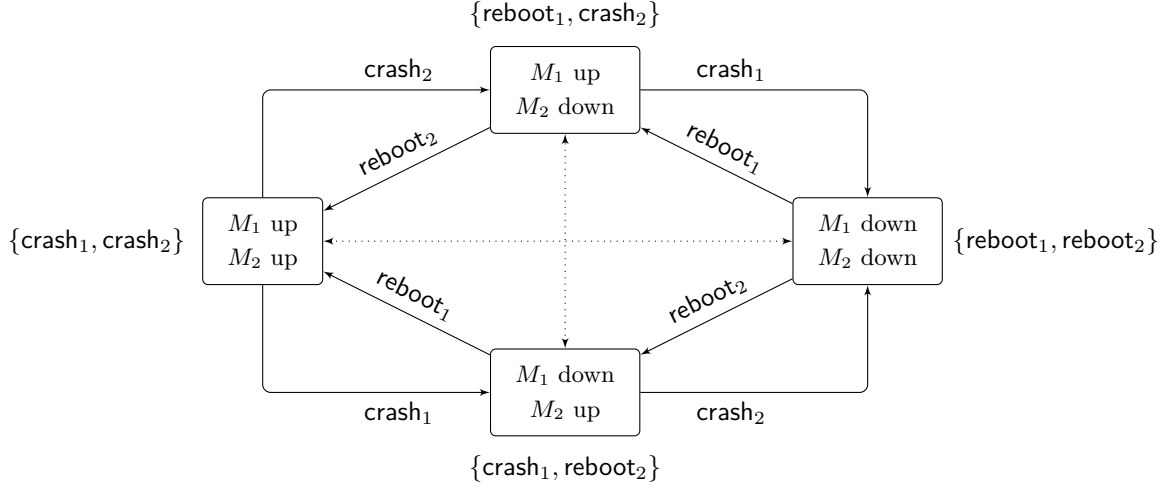 {reboot₁, crash₂}
M₁ up
M₂ down
crash₂
crash₁
reboot₂
reboot₁
{crash₁, crash₂}
M₁ up
M₂ up
M₁ down
M₂ down
{reboot₁, reboot₂}
reboot₁
reboot₂
M₁ down
M₂ up
crash₁
crash₂
{crash₁, reboot₂}